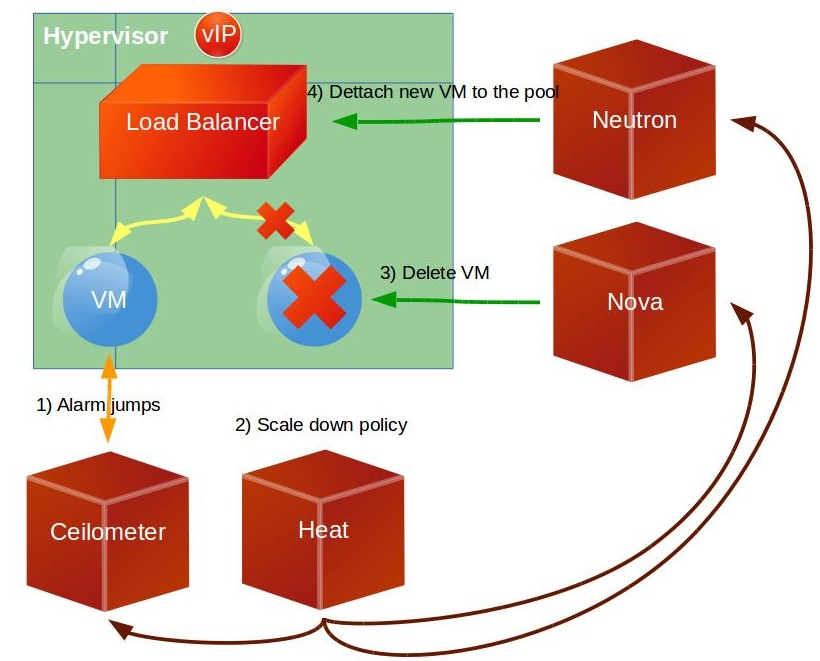 Hypervisor
vIP
4) Dettach new VM to the pool
Load Balancer
Neutron
3) Delete VM
VM
Nova
1) Alarm jumps
2) Scale down policy
Ceilometer
Heat